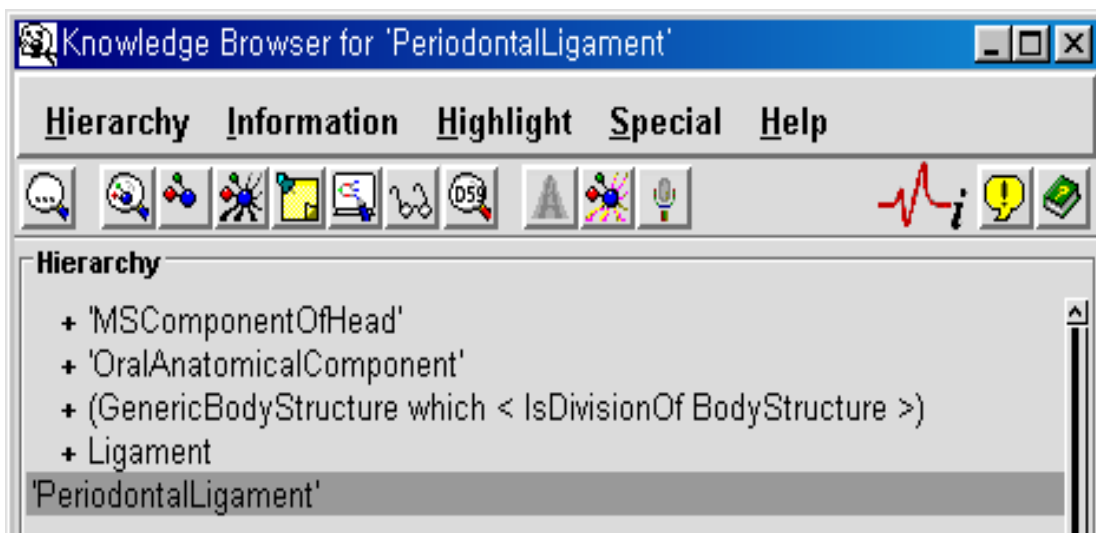 Knowledge Browser for 'PeriodontalLigament'
Hierarchy Information Highlight Special Help
... D59 A i !
Hierarchy
+ 'MSComponentOfHead'
+ 'OralAnatomicalComponent'
+ (GenericBodyStructure which < IsDivisionOf BodyStructure >)
+ Ligament
'PeriodontalLigament'